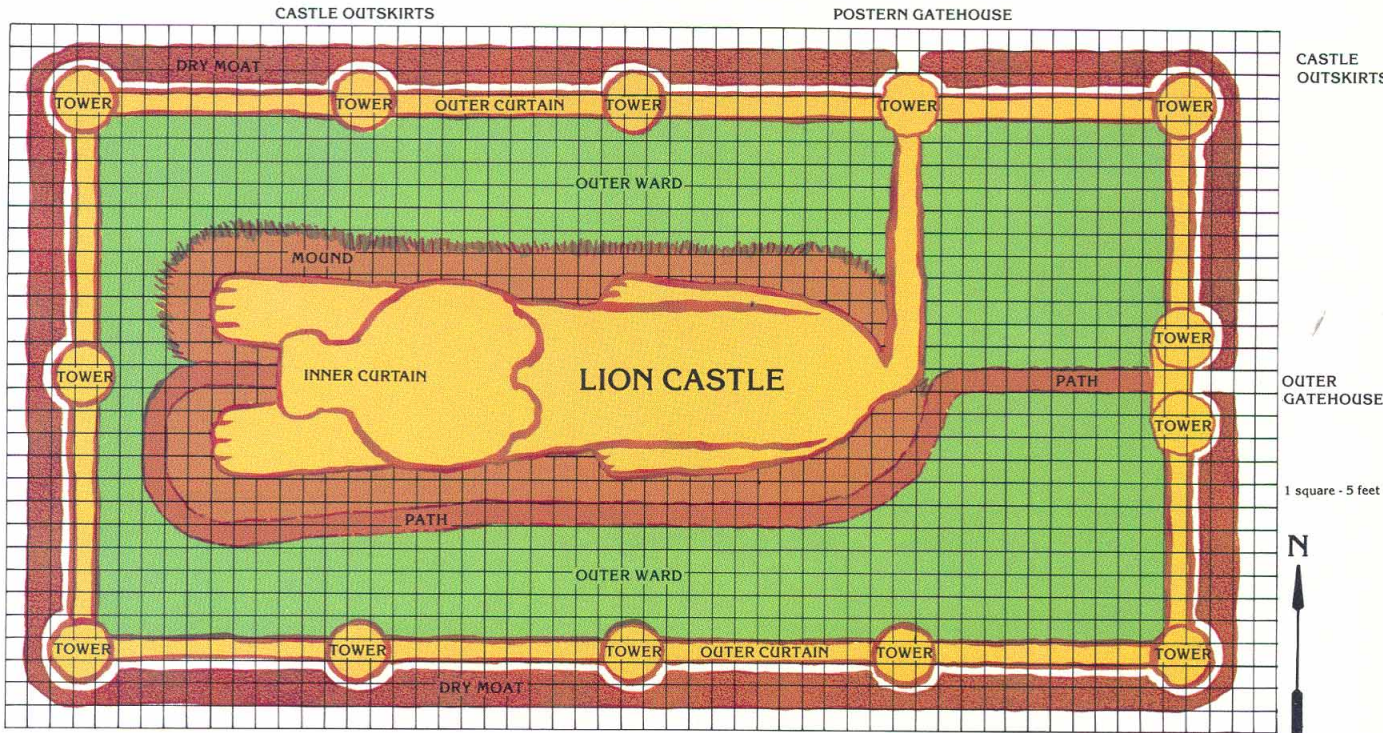 CASTLE OUTSKIRTS
POSTERN GATEHOUSE
CASTLE
OUTSKIRTS
DRY MOAT
TOWER
TOWER
OUTER CURTAIN
TOWER
TOWER
TOWER
OUTER WARD
MOUND
TOWER
TOWER
INNER CURTAIN
LION CASTLE
PATH
OUTER
GATEHOUSE
TOWER
1 square - 5 feet
PATH
N
OUTER WARD
TOWER
TOWER
TOWER
OUTER CURTAIN
TOWER
TOWER
DRY MOAT